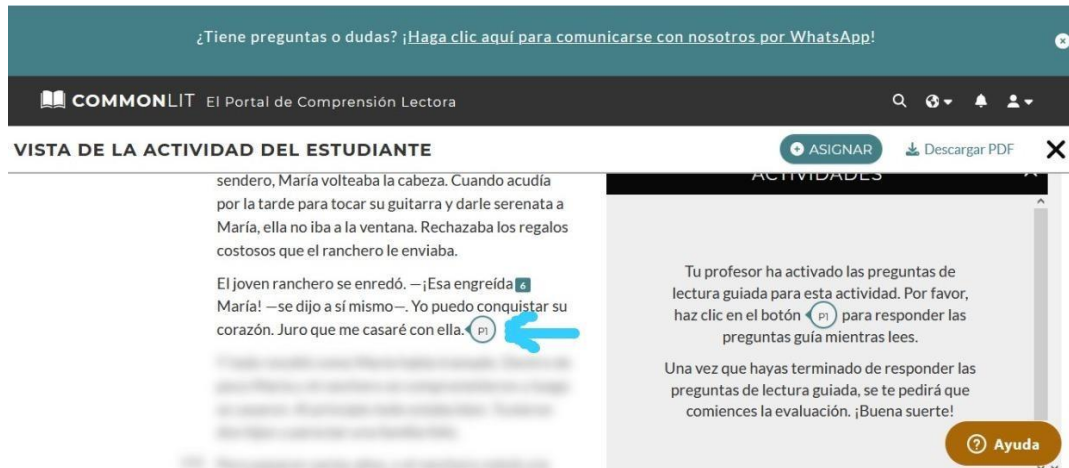 ¿Tiene preguntas o dudas? ¡Haga clic aquí para comunicarse con nosotros por WhatsApp!
COMMONLIT El Portal de Comprensión Lectora
VISTA DE LA ACTIVIDAD DEL ESTUDIANTE
ASIGNAR
Descargar PDF
sendero, María volteaba la cabeza. Cuando acudía
por la tarde para tocar su guitarra y darle serenata a
María, ella no iba a la ventana. Rechazaba los regalos
costosos que el ranchero le enviaba.
El joven ranchero se enredó. —¡Esa engreída 6
María! —se dijo a sí mismo—. Yo puedo conquistar su
corazón. Juro que me casaré con ella. P1
ACTIVIDADES
Tu profesor ha activado las preguntas de
lectura guiada para esta actividad. Por favor,
haz clic en el botón P1 para responder las
preguntas guía mientras lees.
Una vez que hayas terminado de responder las
preguntas de lectura guiada, se te pedirá que
comiences la evaluación. ¡Buena suerte!
Ayuda